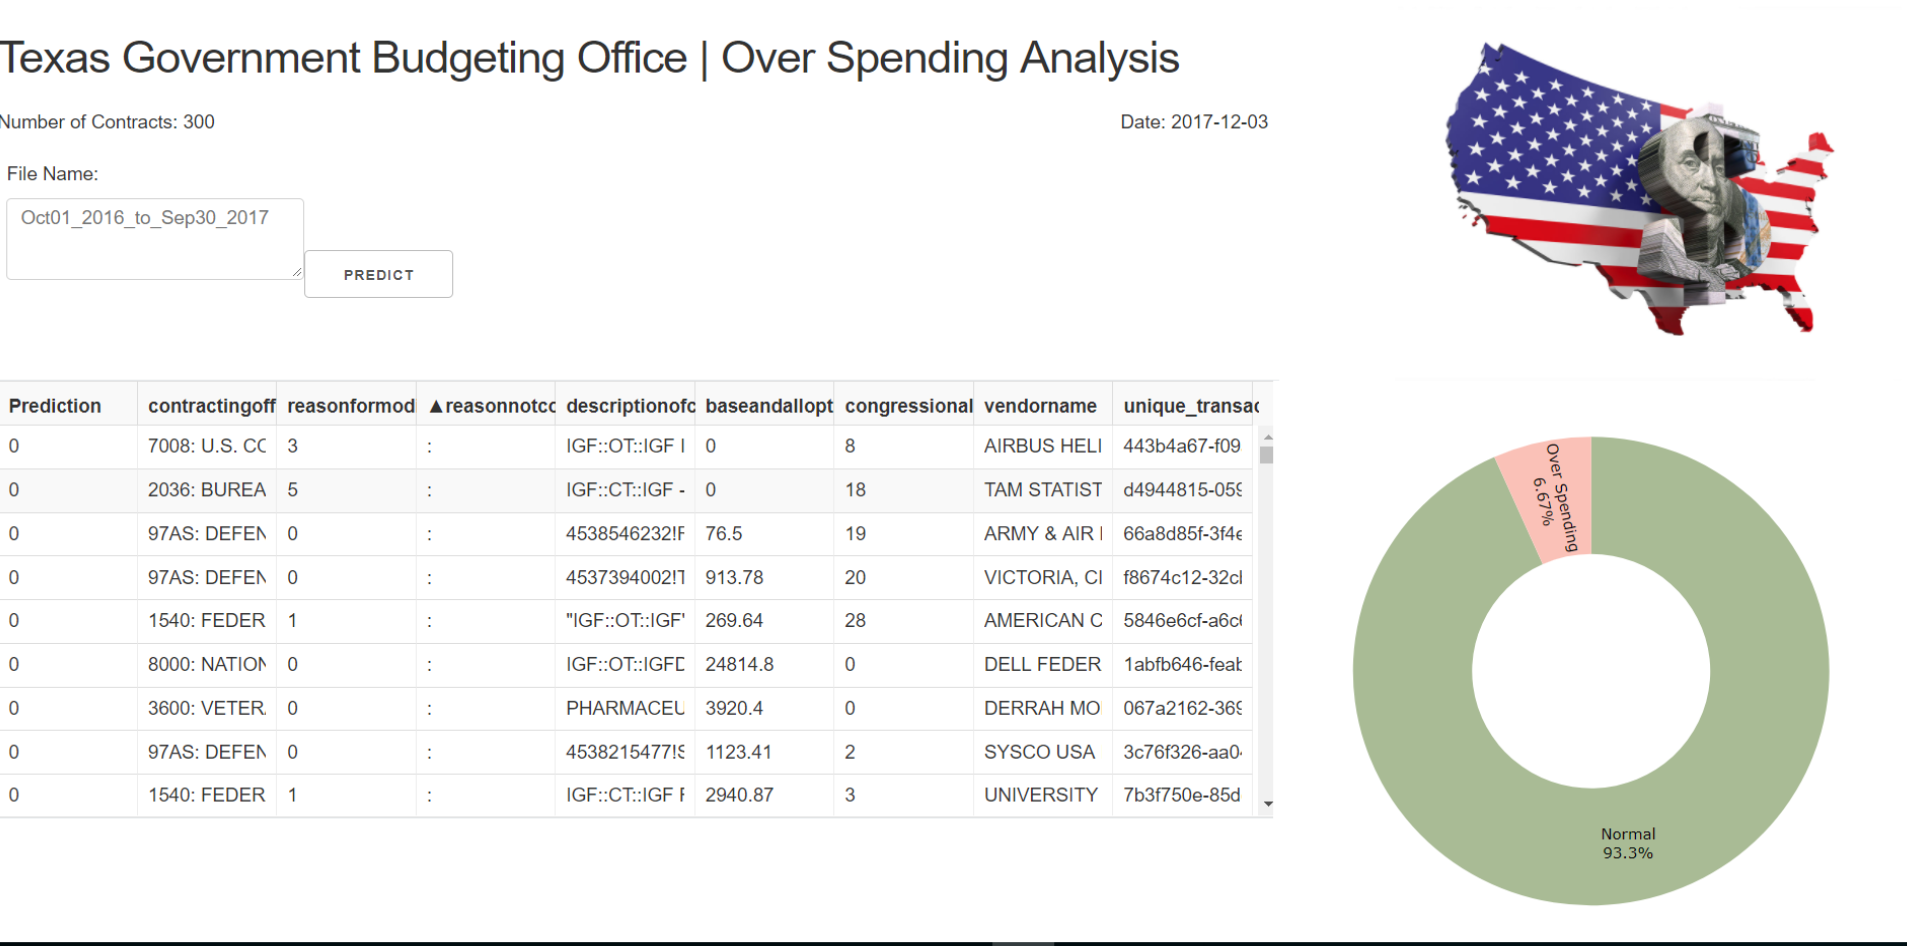 Texas Government Budgeting Office | Over Spending Analysis
Number of Contracts: 300 Date: 2017-12-03
File Name:
Oct01_2016_to_Sep30_2017
PREDICT
Prediction contractingoff reasonformod ▲reasonnotco descriptionofc baseandallopt congressional vendorname unique_transac
0 7008: U.S. CC 3 : IGF::OT::IGF 0 8 AIRBUS HELI 443b4a67-f09
0 2036: BUREA 5 : IGF::CT::IGF - 0 18 TAM STATIST d4944815-059
0 97AS: DEFEN 0 : 4538546232! 76.5 19 ARMY & AIR 66a8d85f-3f4e
0 97AS: DEFEN 0 : 4537394002! 913.78 20 VICTORIA, f8674c12-32c
0 1540: FEDER 1 : "IGF::OT::IGF" 269.64 28 AMERICAN 5846e6cf-a6c
0 8000: NATION 0 : IGF::OT::IGF 24814.8 0 DELL FEDER 1abfb646-feab
0 3600: VETER 0 : PHARMACEU 3920.4 0 DERRAH MO 067a2162-369
0 97AS: DEFEN 0 : 4538215477! 1123.41 2 SYSCO USA 3c76f326-aa0
0 1540: FEDER 1 : IGF::CT::IGF 2940.87 3 UNIVERSITY 7b3f750e-85d
Over Spending
6.67%
Normal
93.3%